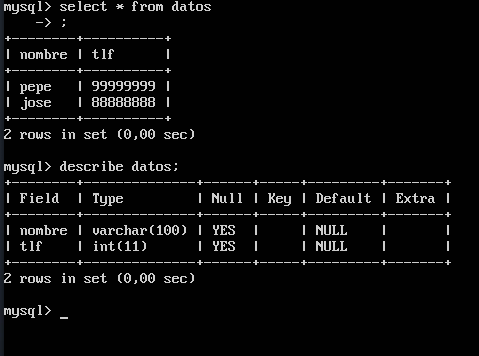 mysql> select * from datos
    -> ;
+--------+----------+
| nombre | tlf      |
+--------+----------+
| pepe   | 99999999 |
| jose   | 88888888 |
+--------+----------+
2 rows in set (0,00 sec)

mysql> describe datos;
+--------+--------------+------+-----+---------+-------+
| Field  | Type         | Null | Key | Default | Extra |
+--------+--------------+------+-----+---------+-------+
| nombre | varchar(100) | YES  |     | NULL    |       |
| tlf    | int(11)      | YES  |     | NULL    |       |
+--------+--------------+------+-----+---------+-------+
2 rows in set (0,00 sec)

mysql> _